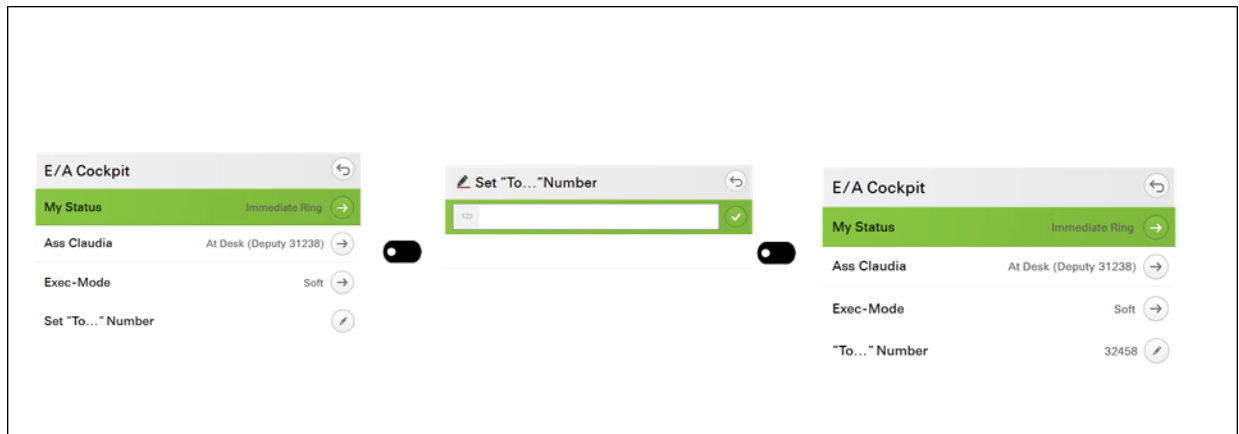 E/A Cockpit
My Status Immediate Ring
Ass Claudia At Desk (Deputy 31238)
Exec-Mode Soft
Set "To..." Number
Set "To..."Number
123
E/A Cockpit
My Status Immediate Ring
Ass Claudia At Desk (Deputy 31238)
Exec-Mode Soft
"To..." Number 32458